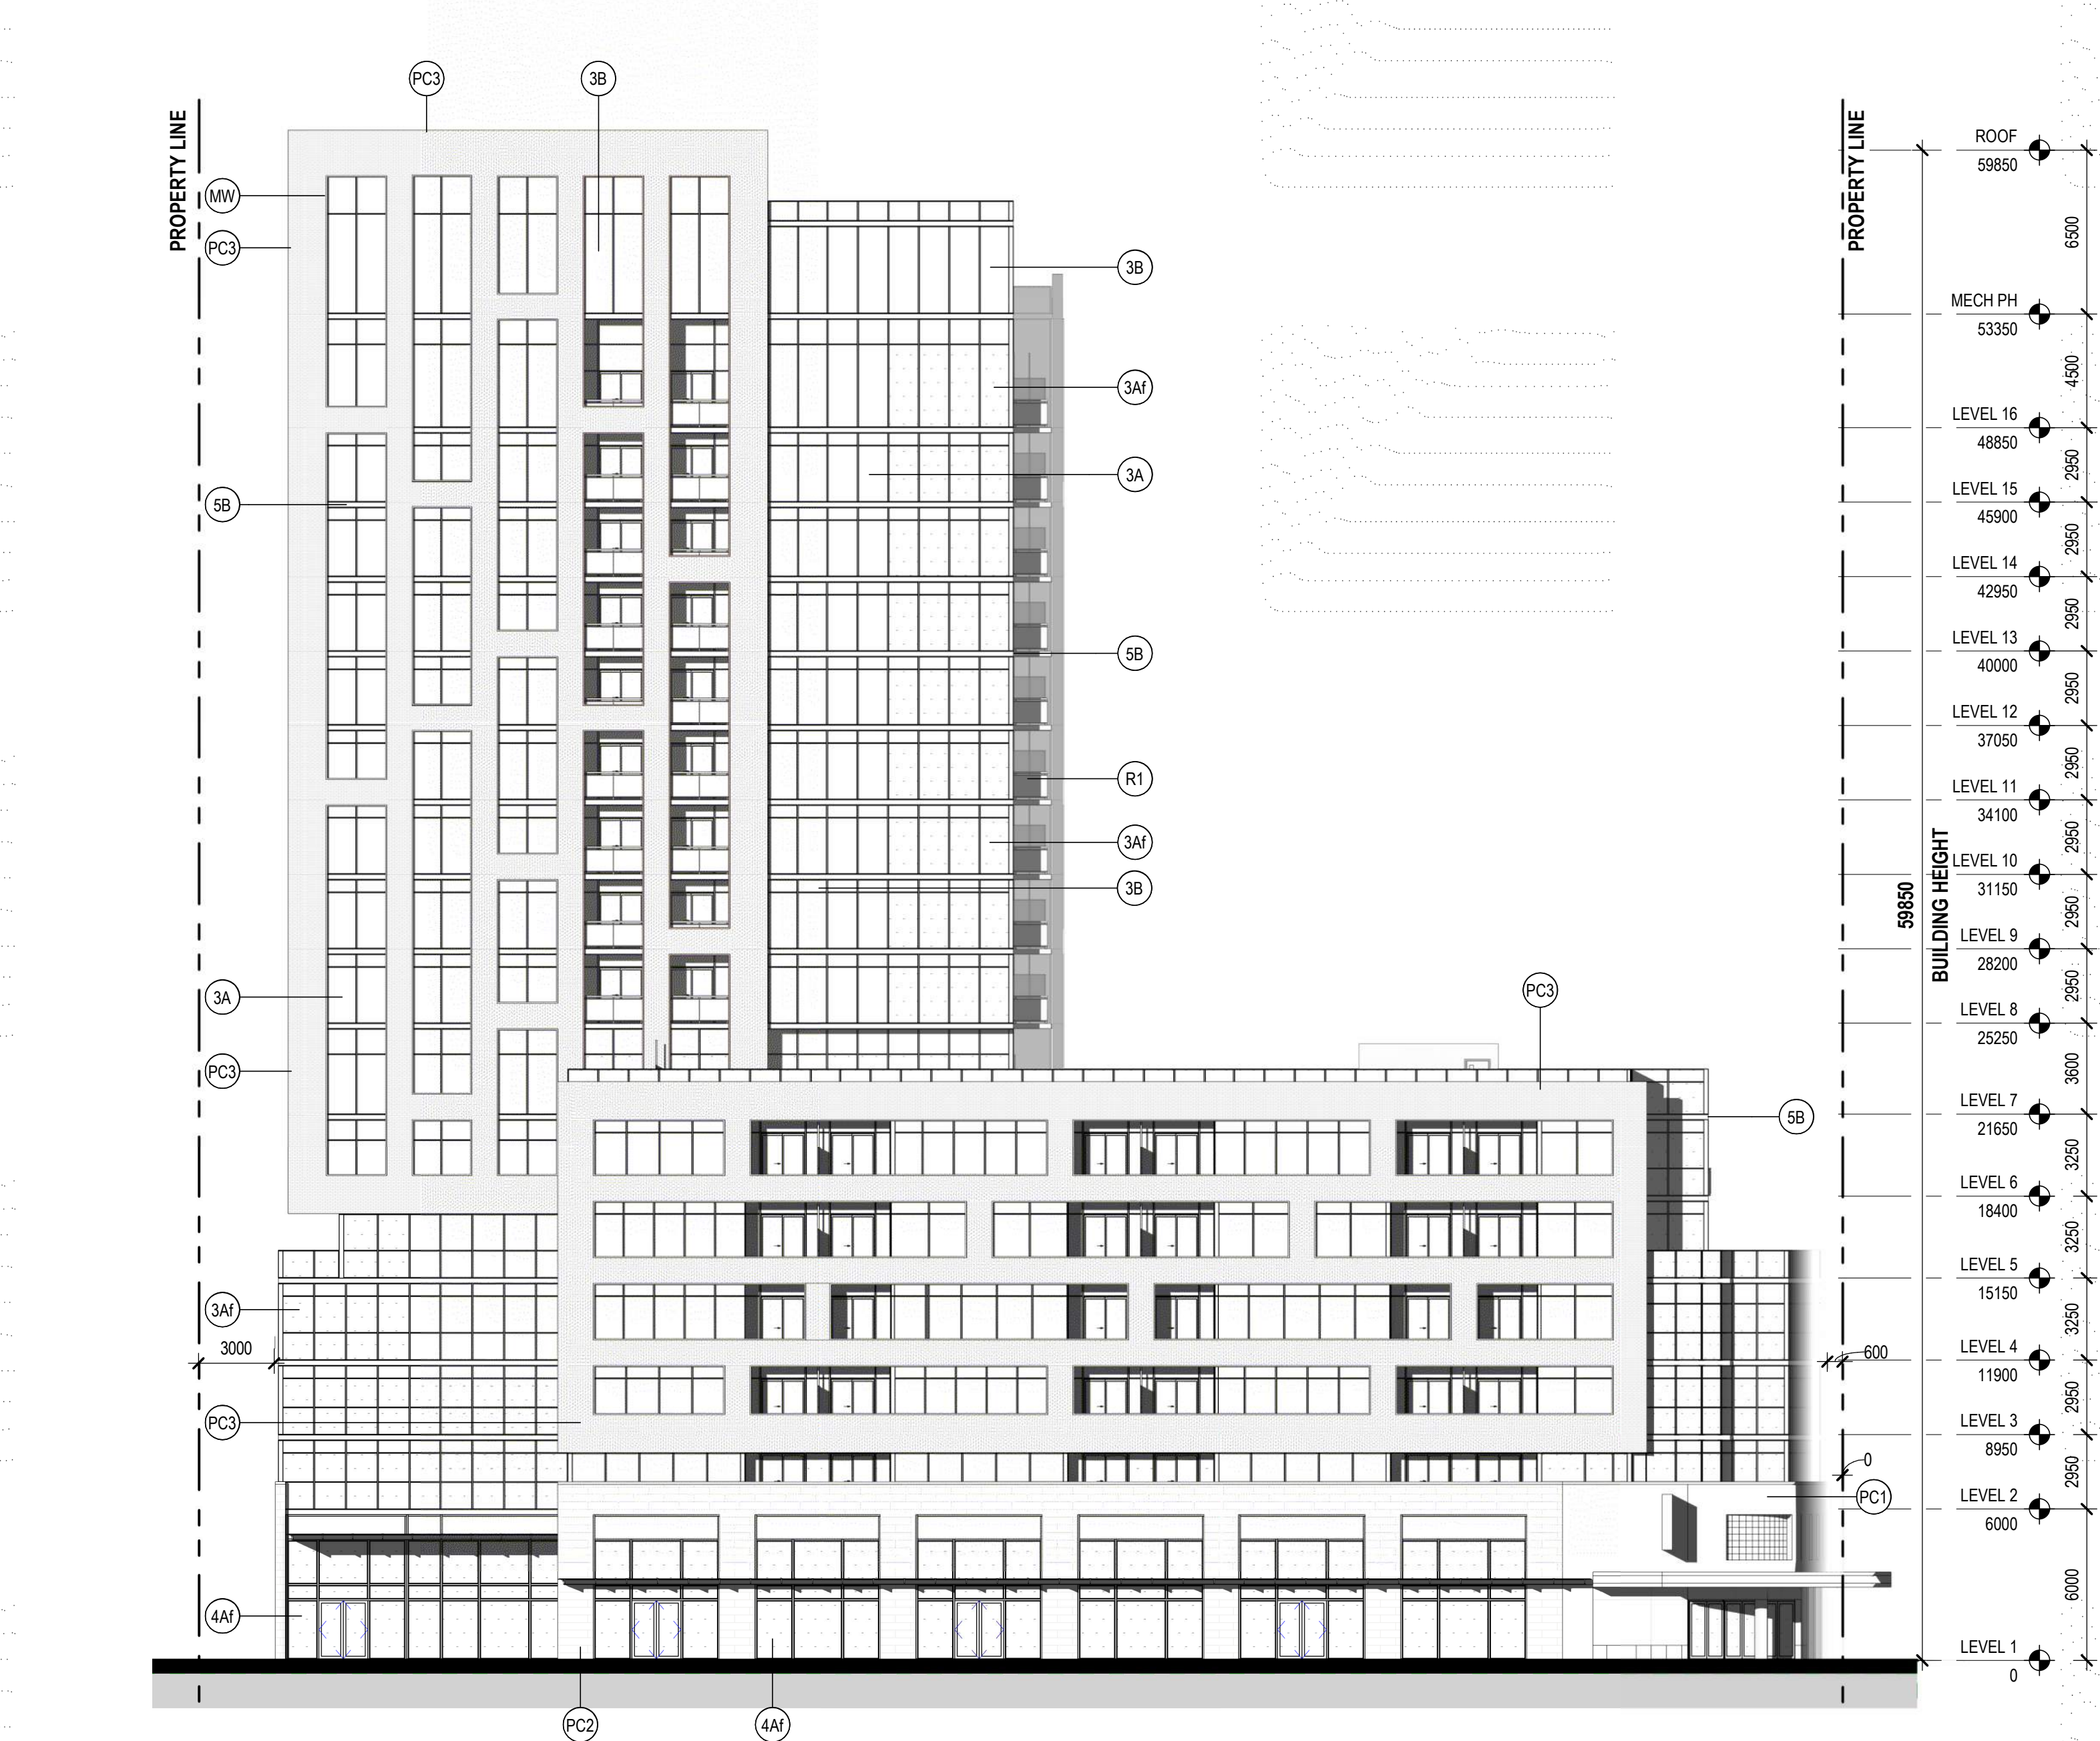 PC3
3B
PROPERTY LINE
MW
PC3
5B
3A
PC3
3Af
3000
PC3
4Af
PC2
4Af
3B
3Af
3A
5B
R1
3Af
3B
PC3
5B
600
0
PC1
PROPERTY LINE
59850
BUILDING HEIGHT
ROOF
59850
6500
MECH PH
53350
4500
LEVEL 16
48850
2950
LEVEL 15
45900
2950
LEVEL 14
42950
2950
LEVEL 13
40000
2950
LEVEL 12
37050
2950
LEVEL 11
34100
2950
LEVEL 10
31150
2950
LEVEL 9
28200
2950
LEVEL 8
25250
3600
LEVEL 7
21650
3250
LEVEL 6
18400
3250
LEVEL 5
15150
3250
LEVEL 4
11900
2950
LEVEL 3
8950
2950
LEVEL 2
6000
6000
LEVEL 1
0